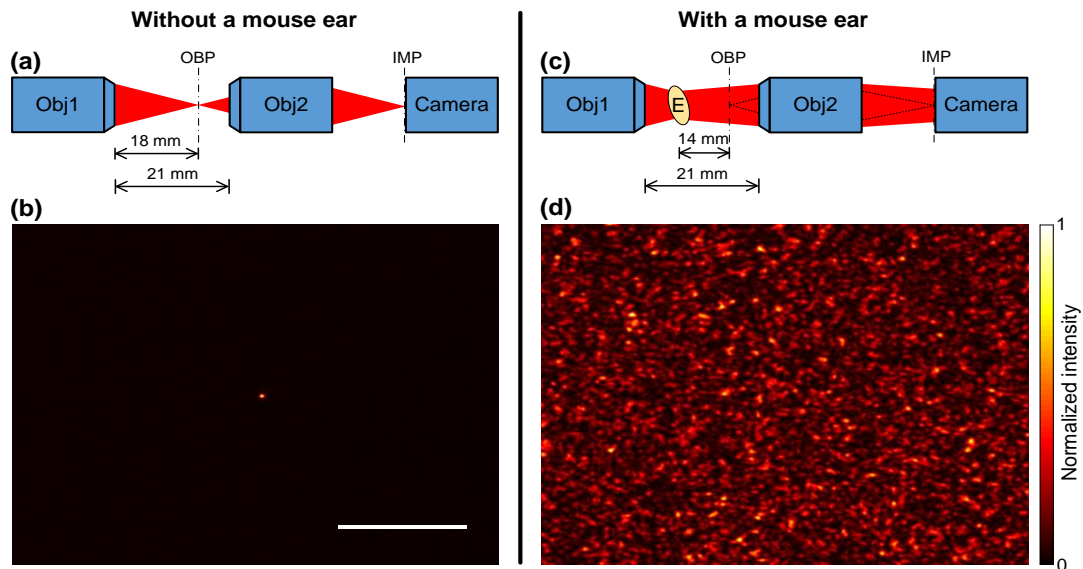 Without a mouse ear
With a mouse ear
(a)
OBP
IMP
Obj1
Obj2
Camera
18 mm
21 mm
(c)
OBP
IMP
Obj1
E
Obj2
Camera
14 mm
21 mm
(b)
(d)
1
Normalized intensity
0